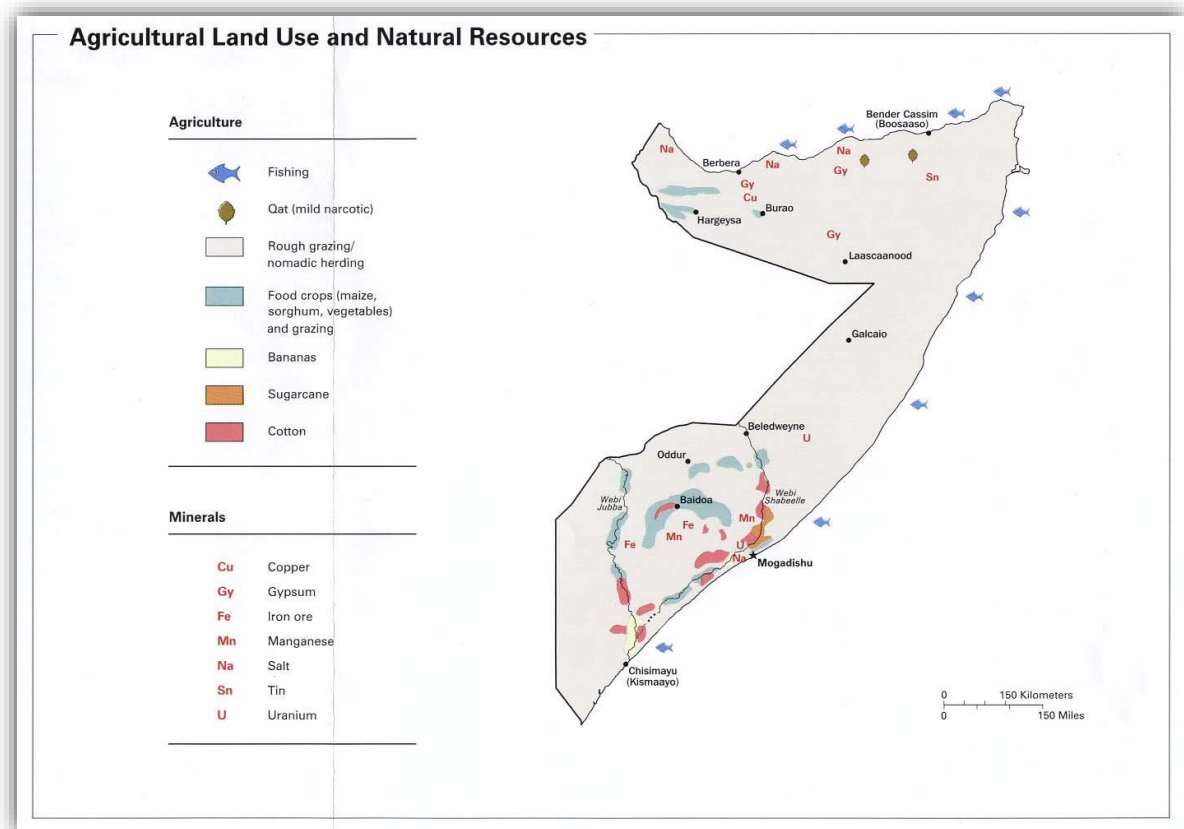 Agricultural Land Use and Natural Resources
Agriculture
Fishing
Qat (mild narcotic)
Rough grazing/
nomadic herding
Food crops (maize,
sorghum, vegetables)
and grazing
Bananas
Sugarcane
Cotton
Minerals
Cu Copper
Gy Gypsum
Fe Iron ore
Mn Manganese
Na Salt
Sn Tin
U Uranium
Bender Cassim
(Boosaaso)
Na
Na
Na
Berbera
Gy
Sn
Gy
Cu
Burao
Hargeysa
Gy
Laascaanood
Galcaio
Beledweyne
U
Oddur
Webi
Jubba
Baidoa
Webi
Shabeelle
Mn
Fe
Mn
Fe
U
Na
Mogadishu
Chisimayu
(Kismaayo)
0 150 Kilometers
0 150 Miles